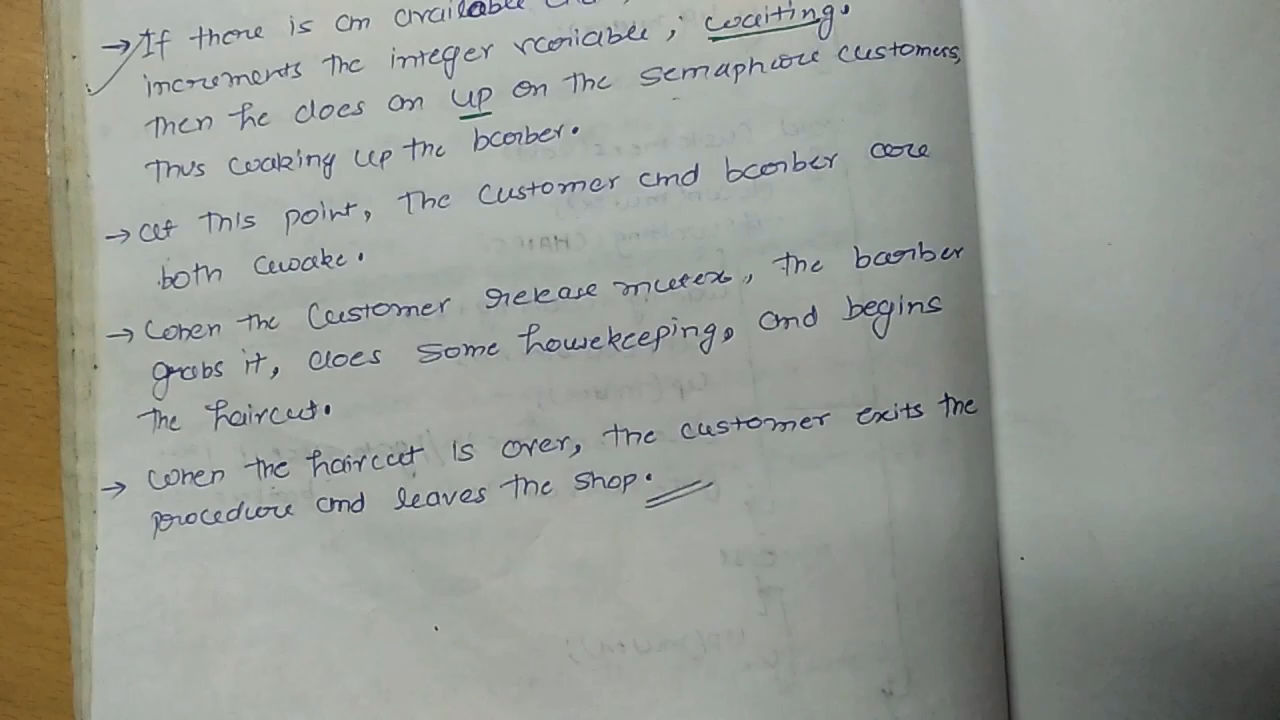 → If there is an available
increments the integer variable, waiting.
Then he does an up on the semaphore customers,
Thus waking up the barber.
→ at this point, The customer and barber are
both awake.
→ when the customer release mutex, the barber
grabs it, does some housekeeping, and begins
the haircut.
→ when the haircut is over, the customer exits the
procedure and leaves the shop.